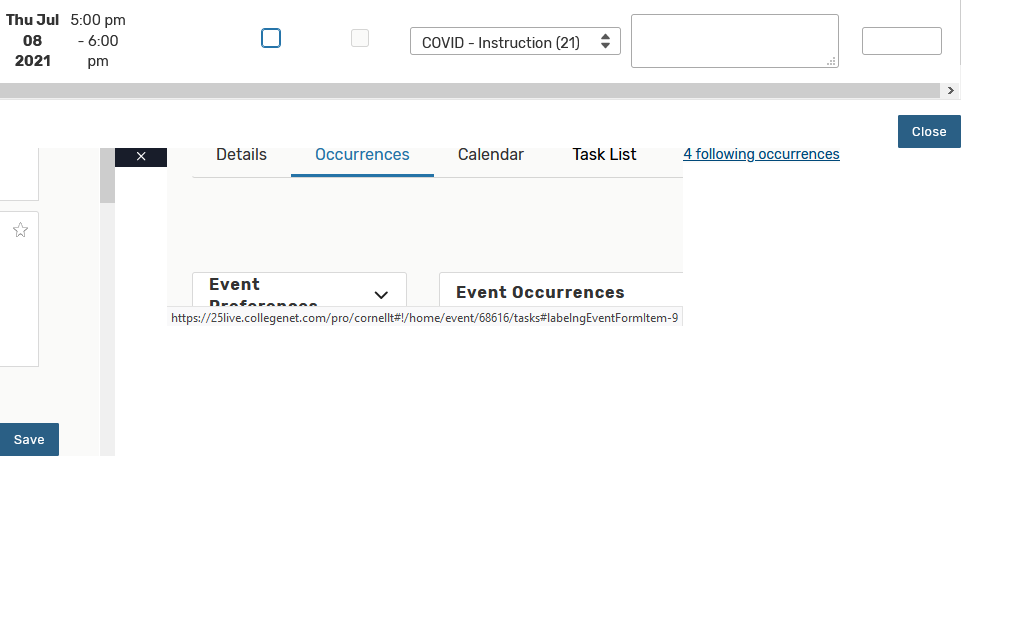 Thu Jul 5:00 pm
08 - 6:00
2021 pm
COVID - Instruction (21)
Close
Details Occurrences Calendar Task List 4 following occurrences
Event
Preferences
Event Occurrences
https://25live.collegenet.com/pro/cornellt#!/home/event/68616/tasks#labelngEventFormItem-9
Save